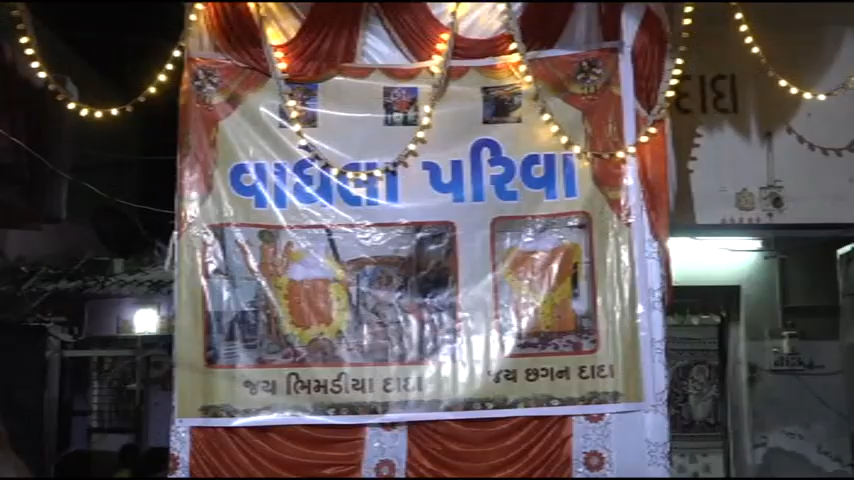 વાઘેલા પરિવા
જય ભિમડીયા દાદા
જય છગન દાદા
દાદા